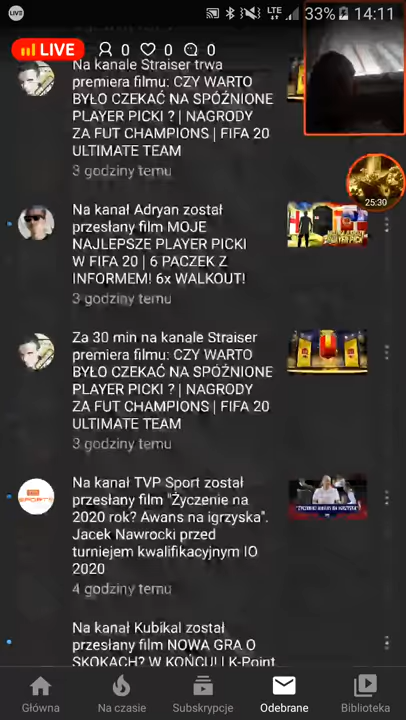 LIVE
LTE
33%
14:11
LIVE 0 0 0
Na kanale Straiser trwa
premiera filmu: CZY WARTO
BYŁO CZEKAĆ NA SPÓŹNIONE
PLAYER PICKI ? | NAGRODY
ZA FUT CHAMPIONS | FIFA 20
ULTIMATE TEAM
3 godziny temu
25:30
Na kanał Adryan został
przesłany film MOJE
NAJLEPSZE PLAYER PICKI
W FIFA 20 | 6 PACZEK Z
INFORMEM! 6x WALKOUT!
3 godziny temu
Za 30 min na kanale Straiser
premiera filmu: CZY WARTO
BYŁO CZEKAĆ NA SPÓŹNIONE
PLAYER PICKI ? | NAGRODY
ZA FUT CHAMPIONS | FIFA 20
ULTIMATE TEAM
3 godziny temu
Na kanał TVP Sport został
przesłany film "Życzenie na
2020 rok? Awans na igrzyska".
Jacek Nawrocki przed
turniejem kwalifikacyjnym IO
2020
4 godziny temu
Na kanał Kubikal został
przesłany film NOWA GRA O
SKOKACH? W KOŃCU! | K-Point
Główna
Na czasie
Subskrypcje
Odebrane
Biblioteka